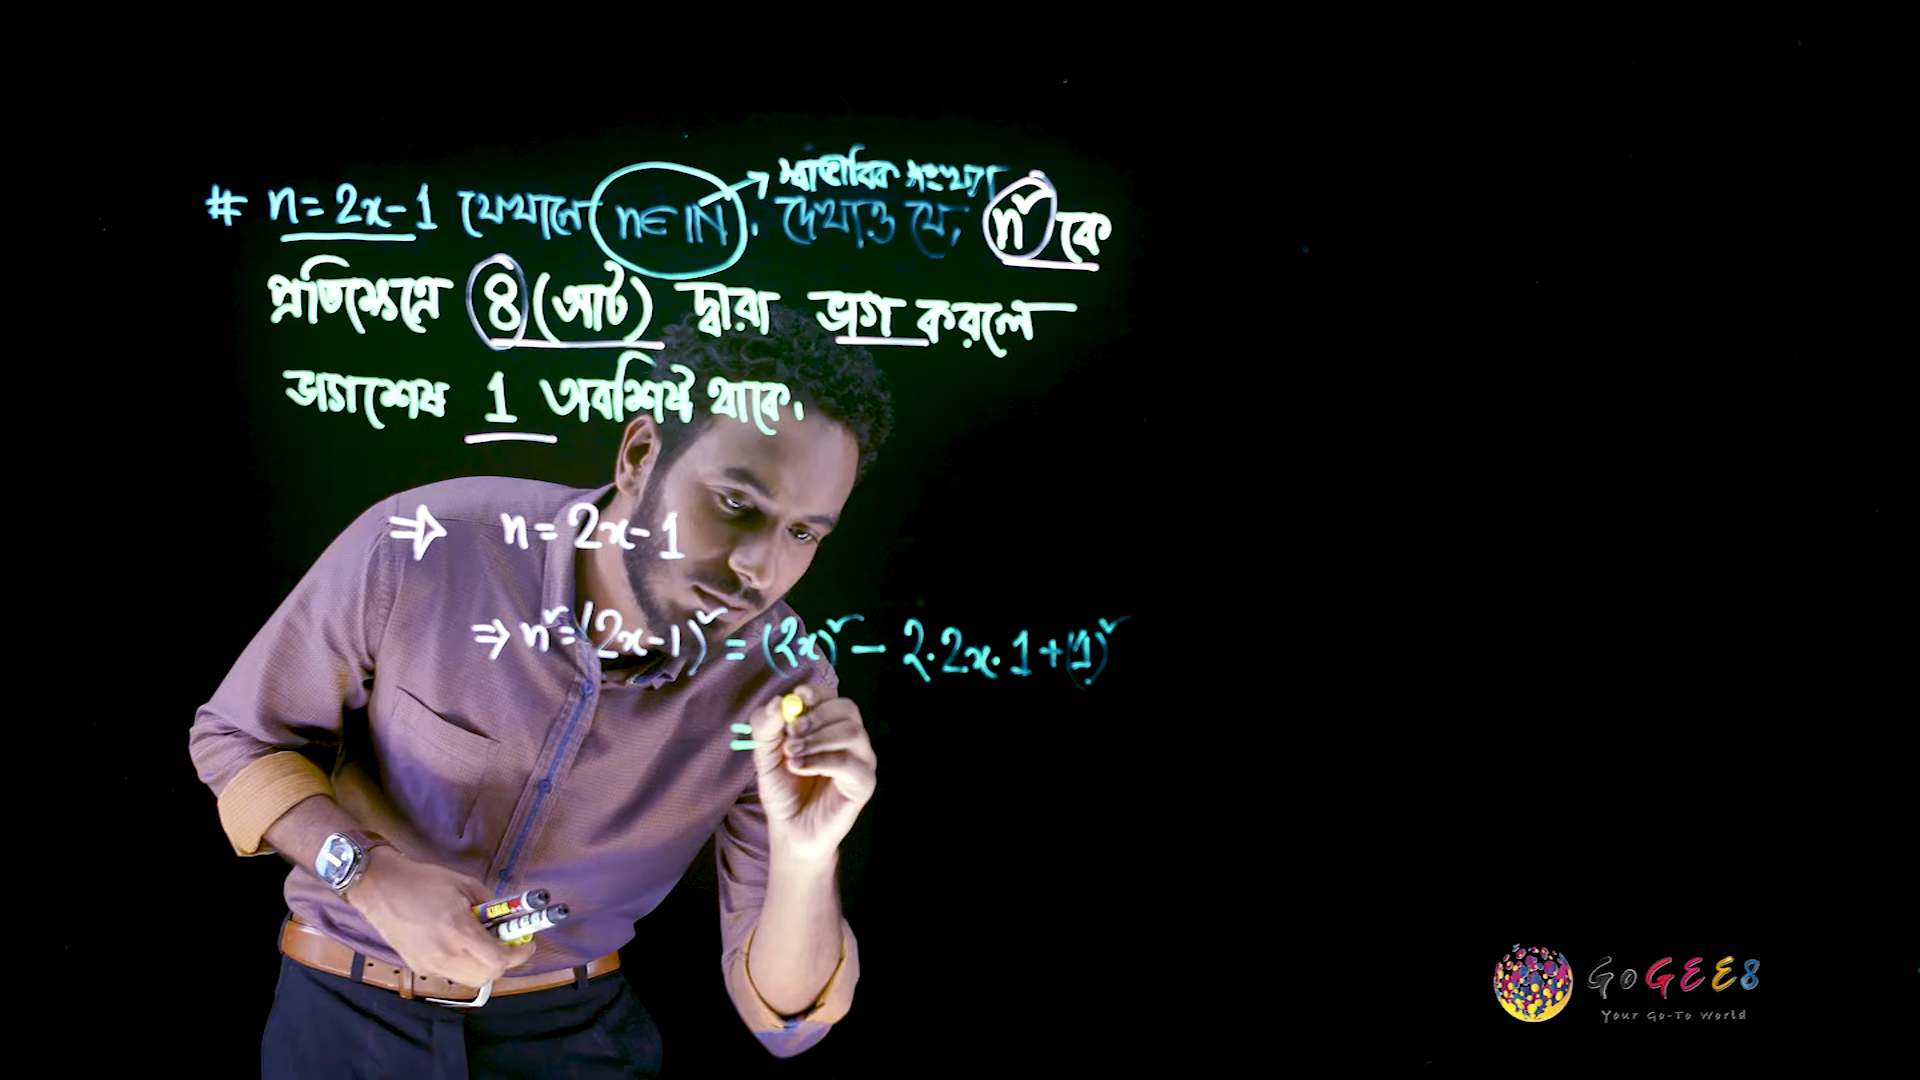 স্বাভাবিক সংখ্যা
# n = 2x - 1 যেখানে n ∈ IN. দেখাও যে, n² কে
প্রতিক্ষেত্রে 8 (আট) দ্বারা ভাগ করলে
ভাগশেষ 1 অবশিষ্ট থাকে।
⇒ n = 2x - 1
⇒ n² = (2x-1)² = (2x)² - 2·2x·1 + (1)²
=
GoGEE8
Your Go-To World